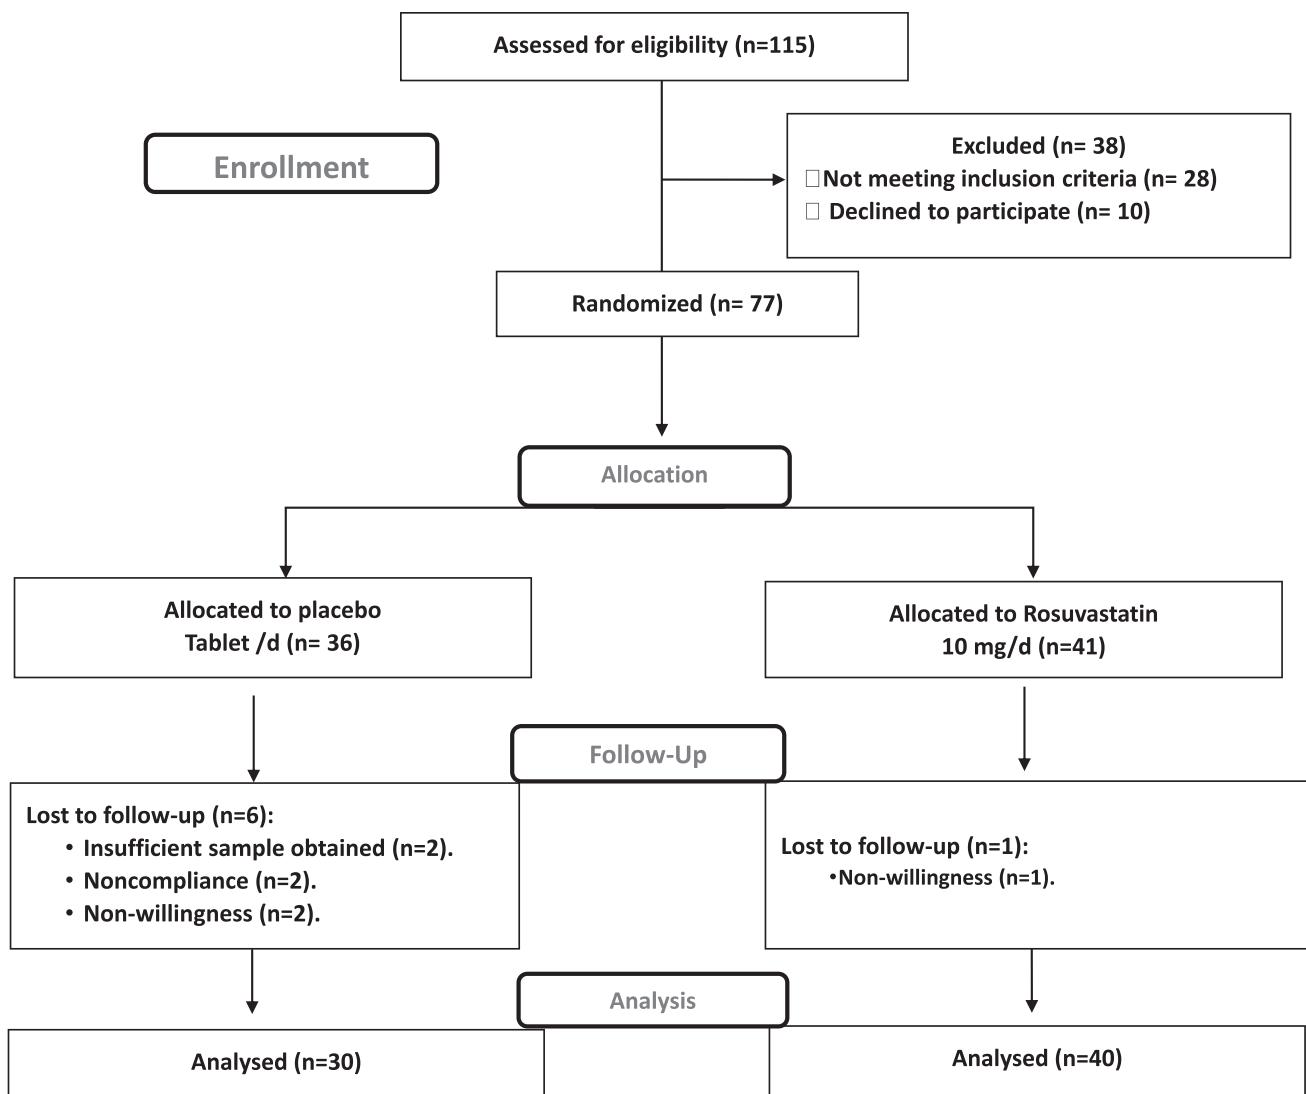 Assessed for eligibility (n=115)
Enrollment
Excluded (n= 38)
Not meeting inclusion criteria (n= 28)
Declined to participate (n= 10)
Randomized (n= 77)
Allocation
Allocated to placebo
Tablet /d (n= 36)
Allocated to Rosuvastatin
10 mg/d (n=41)
Follow-Up
Lost to follow-up (n=6):
• Insufficient sample obtained (n=2).
• Noncompliance (n=2).
• Non-willingness (n=2).
Lost to follow-up (n=1):
•Non-willingness (n=1).
Analysis
Analysed (n=30)
Analysed (n=40)